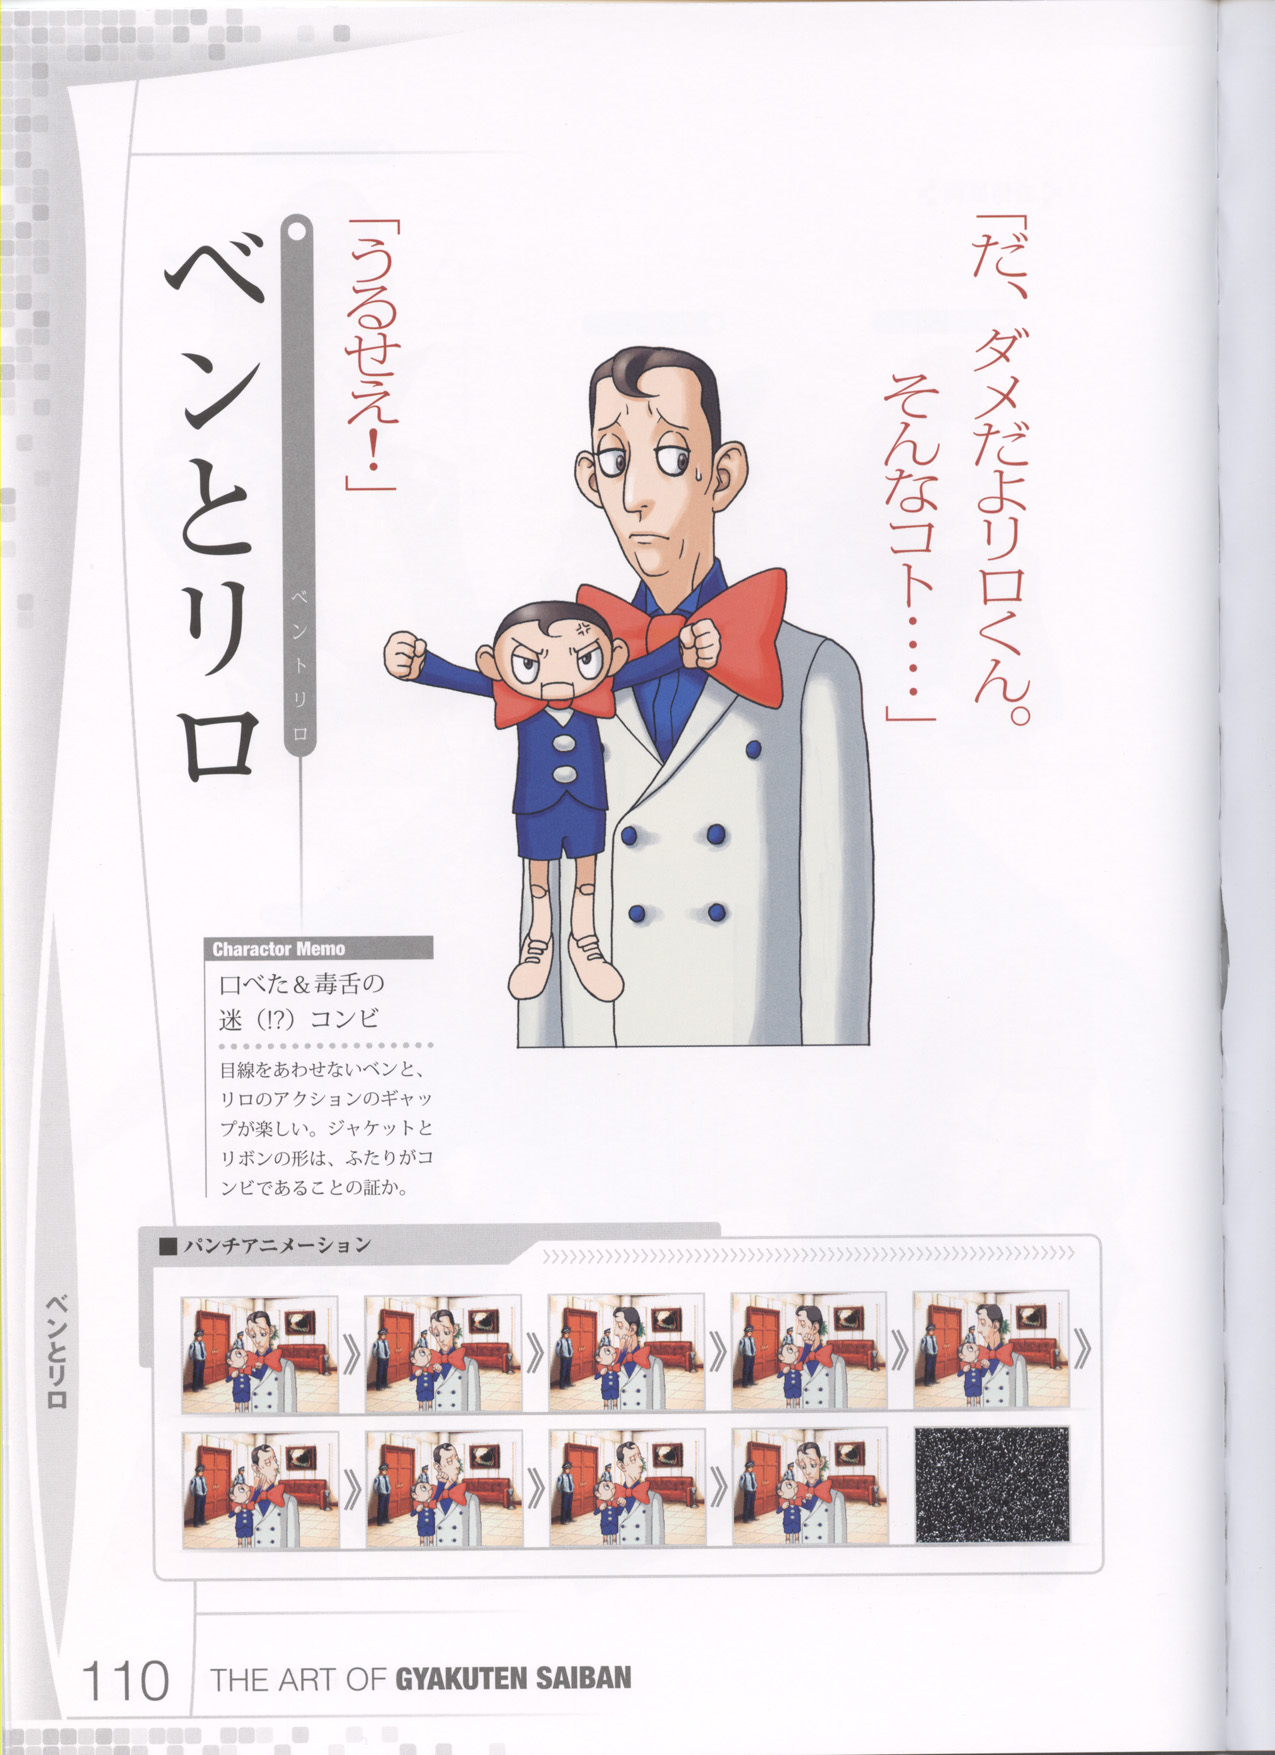 「だ、ダメだよリロくん。
そんなコト‥‥」
「うるせえ！」
ベンとリロ
ベントリロ
Charactor Memo
口べた＆毒舌の
迷（!?）コンビ
目線をあわせないベンと、
リロのアクションのギャッ
プが楽しい。ジャケットと
リボンの形は、ふたりがコ
ンビであることの証か。
■ パンチアニメーション
ベンとリロ
110 THE ART OF GYAKUTEN SAIBAN